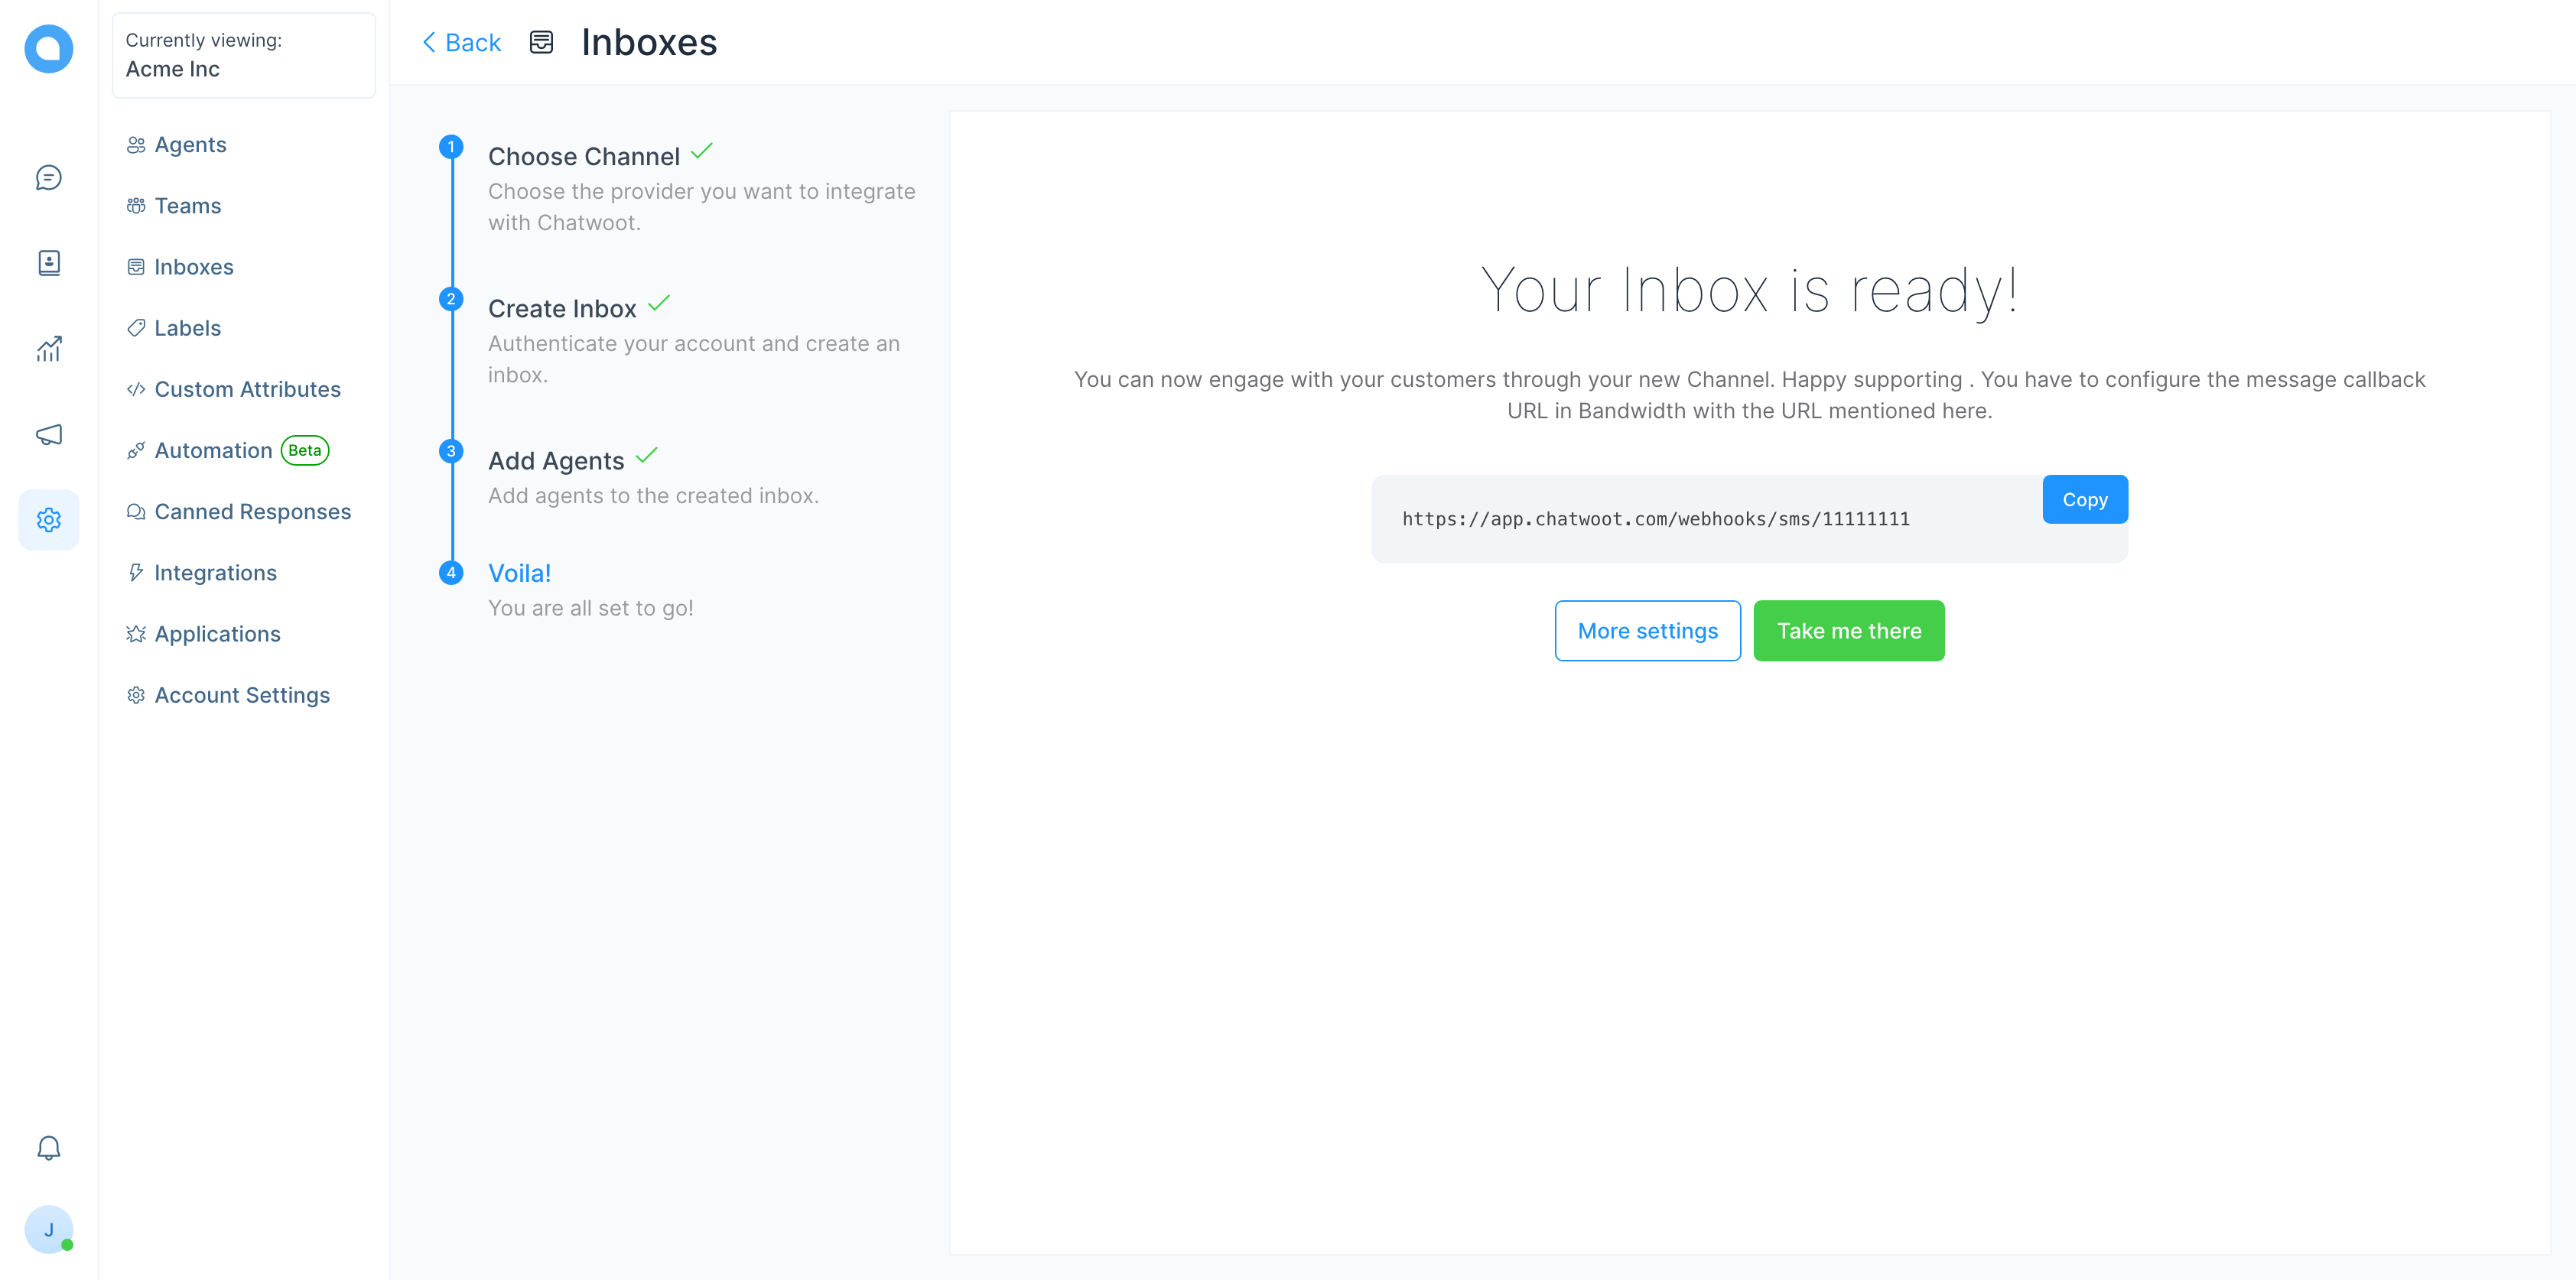 Currently viewing:
Acme Inc
Agents
Teams
Inboxes
Labels
Custom Attributes
Automation Beta
Canned Responses
Integrations
Applications
Account Settings
J
Back Inboxes
1 Choose Channel
Choose the provider you want to integrate
with Chatwoot.
2 Create Inbox
Authenticate your account and create an
inbox.
3 Add Agents
Add agents to the created inbox.
4 Voila!
You are all set to go!
Your Inbox is ready!
You can now engage with your customers through your new Channel. Happy supporting . You have to configure the message callback
URL in Bandwidth with the URL mentioned here.
Copy
https://app.chatwoot.com/webhooks/sms/11111111
More settings Take me there